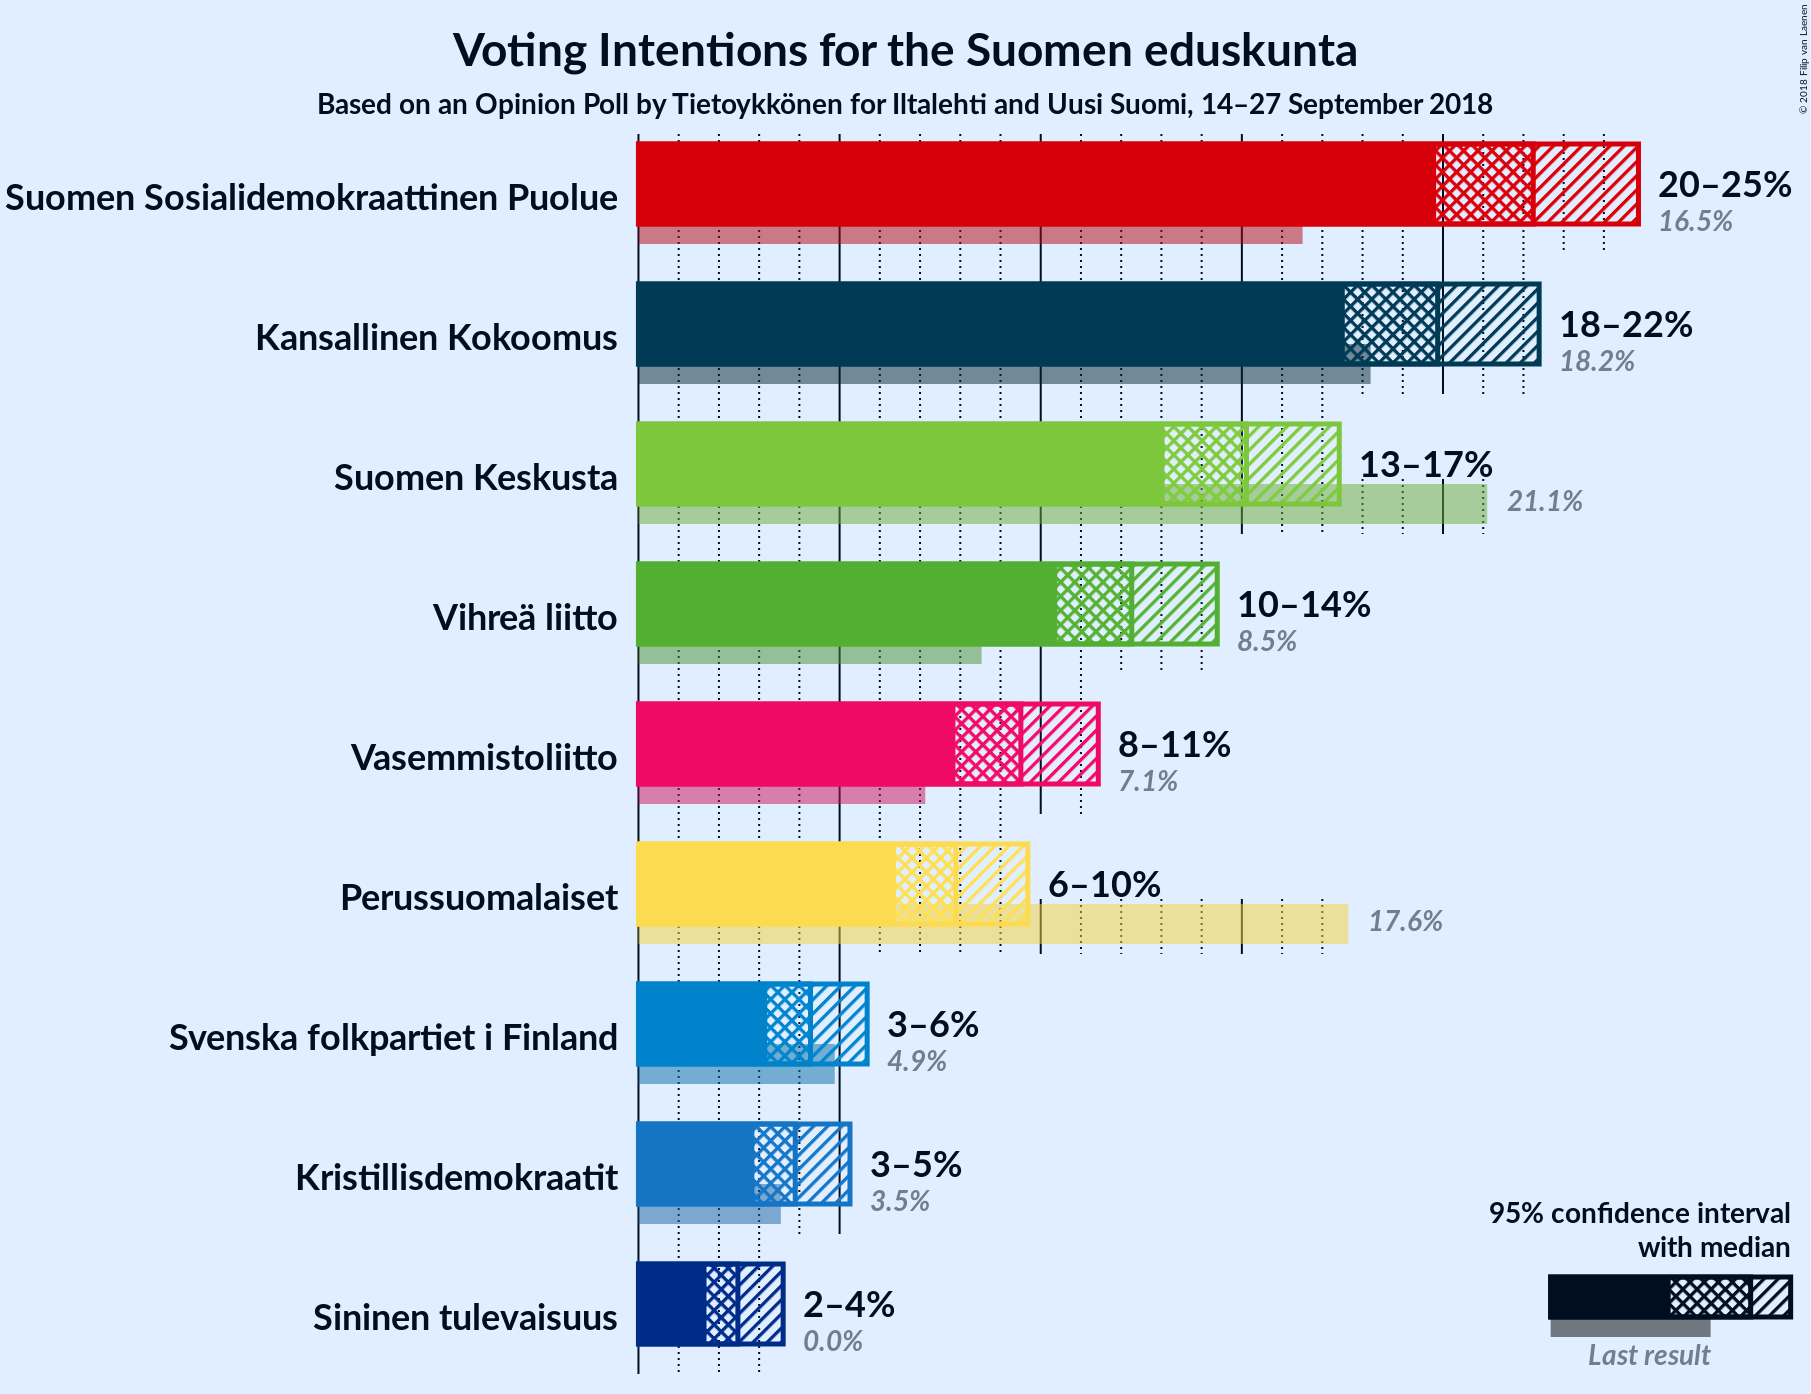 Voting Intentions for the Suomen eduskunta
Based on an Opinion Poll by Tietoykkönen for Iltalehti and Uusi Suomi, 14–27 September 2018
© 2018 Filip van Laenen
Suomen Sosialidemokraattinen Puolue
20–25%
16.5%
Kansallinen Kokoomus
18–22%
18.2%
Suomen Keskusta
13–17%
21.1%
Vihreä liitto
10–14%
8.5%
Vasemmistoliitto
8–11%
7.1%
Perussuomalaiset
6–10%
17.6%
Svenska folkpartiet i Finland
3–6%
4.9%
Kristillisdemokraatit
3–5%
3.5%
Sininen tulevaisuus
2–4%
0.0%
95% confidence interval
with median
Last result